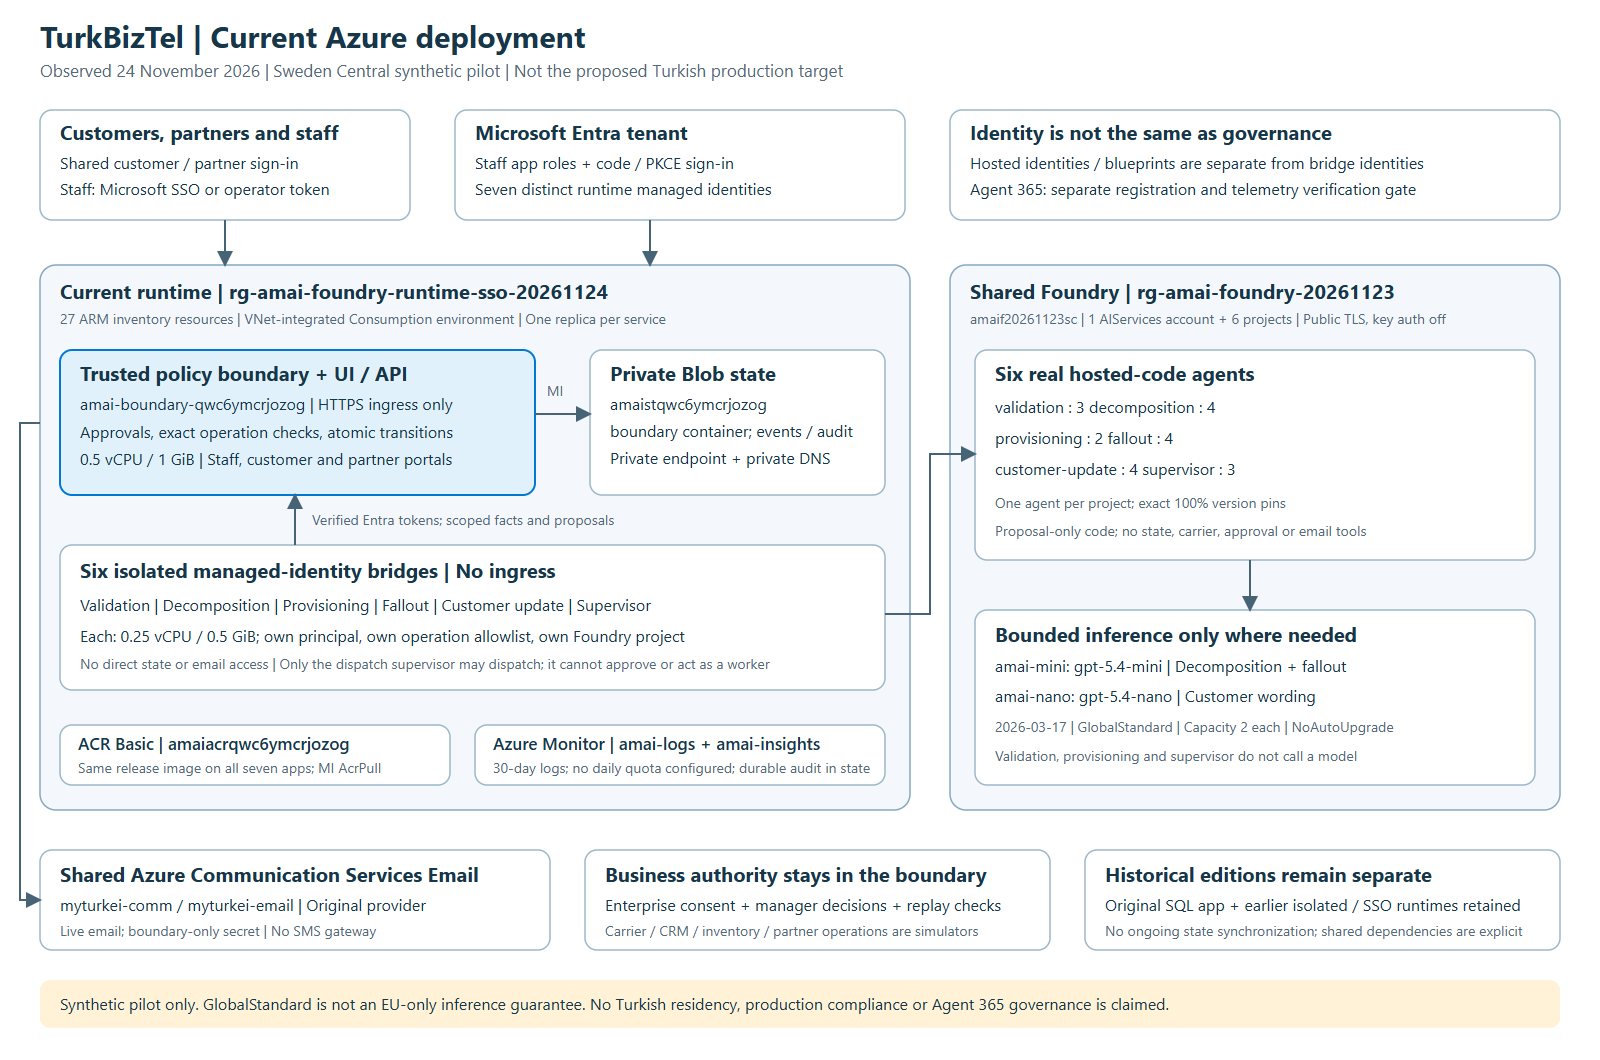 TurkBizTel | Current Azure deployment
Observed 24 November 2026 | Sweden Central synthetic pilot | Not the proposed Turkish production target
Customers, partners and staff
Shared customer / partner sign-in
Staff: Microsoft SSO or operator token
Microsoft Entra tenant
Staff app roles + code / PKCE sign-in
Seven distinct runtime managed identities
Identity is not the same as governance
Hosted identities / blueprints are separate from bridge identities
Agent 365: separate registration and telemetry verification gate
Current runtime | rg-amai-foundry-runtime-sso-20261124
27 ARM inventory resources | VNet-integrated Consumption environment | One replica per service
Trusted policy boundary + UI / API
amai-boundary-qwc6ymcrjozog | HTTPS ingress only
Approvals, exact operation checks, atomic transitions
0.5 vCPU / 1 GiB | Staff, customer and partner portals
MI
Private Blob state
amaistqwc6ymcrjozog
boundary container; events / audit
Private endpoint + private DNS
Verified Entra tokens; scoped facts and proposals
Six isolated managed-identity bridges | No ingress
Validation | Decomposition | Provisioning | Fallout | Customer update | Supervisor
Each: 0.25 vCPU / 0.5 GiB; own principal, own operation allowlist, own Foundry project
No direct state or email access | Only the dispatch supervisor may dispatch; it cannot approve or act as a worker
ACR Basic | amaiacrqwc6ymcrjozog
Same release image on all seven apps; MI AcrPull
Azure Monitor | amai-logs + amai-insights
30-day logs; no daily quota configured; durable audit in state
Shared Foundry | rg-amai-foundry-20261123
amaif20261123sc | 1 AIServices account + 6 projects | Public TLS, key auth off
Six real hosted-code agents
validation : 3 decomposition : 4
provisioning : 2 fallout : 4
customer-update : 4 supervisor : 3
One agent per project; exact 100% version pins
Proposal-only code; no state, carrier, approval or email tools
Bounded inference only where needed
amai-mini: gpt-5.4-mini | Decomposition + fallout
amai-nano: gpt-5.4-nano | Customer wording
2026-03-17 | GlobalStandard | Capacity 2 each | NoAutoUpgrade
Validation, provisioning and supervisor do not call a model
Shared Azure Communication Services Email
myturkei-comm / myturkei-email | Original provider
Live email; boundary-only secret | No SMS gateway
Business authority stays in the boundary
Enterprise consent + manager decisions + replay checks
Carrier / CRM / inventory / partner operations are simulators
Historical editions remain separate
Original SQL app + earlier isolated / SSO runtimes retained
No ongoing state synchronization; shared dependencies are explicit
Synthetic pilot only. GlobalStandard is not an EU-only inference guarantee. No Turkish residency, production compliance or Agent 365 governance is claimed.